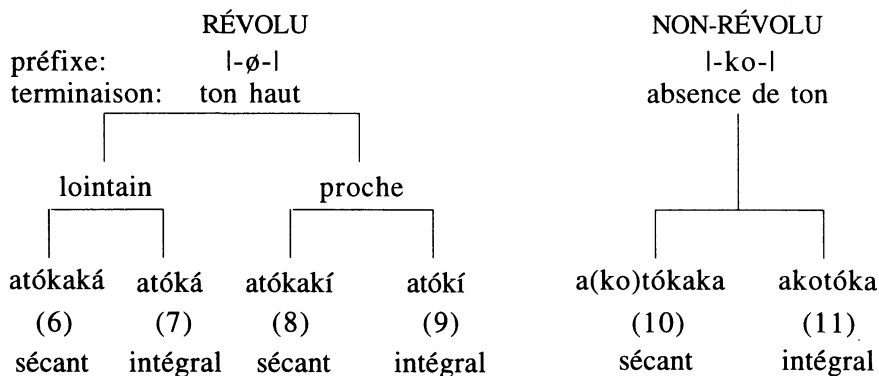 RÉVOLU NON-RÉVOLU
préfixe: |-ø-| |-ko-|
terminaison: ton haut absence de ton
lointain proche
atókaká atóká atókakí atókí a(ko)tókaka akotóka
(6) (7) (8) (9) (10) (11)
sécant intégral sécant intégral sécant intégral